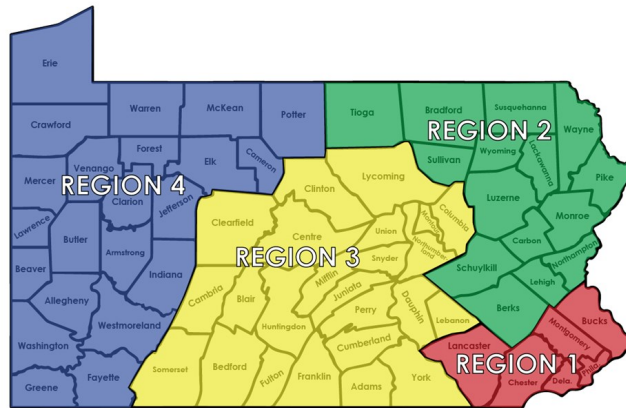 Erie
Crawford
Warren
McKean
Potter
Tioga
Bradford
Susquehanna
Wayne
Forest
Venango
Elk
Cameron
Sullivan
Wyoming
Lackawanna
Pike
REGION 2
Mercer
REGION 4
Clarion
Jefferson
Clinton
Lycoming
Luzerne
Monroe
Lawrence
Butler
Armstrong
Clearfield
Centre
Union
Montour
Columbia
Northumber
land
Carbon
Northampton
REGION 3
Snyder
Beaver
Indiana
Cambria
Blair
Mifflin
Juniata
Schuylkill
Lehigh
Allegheny
Huntingdon
Perry
Dauphin
Lebanon
Berks
Westmoreland
Washington
Cumberland
Lancaster
Montgomery
Bucks
REGION 1
Greene
Fayette
Somerset
Bedford
Fulton
Franklin
Adams
York
Chester
Dela.
Phila.